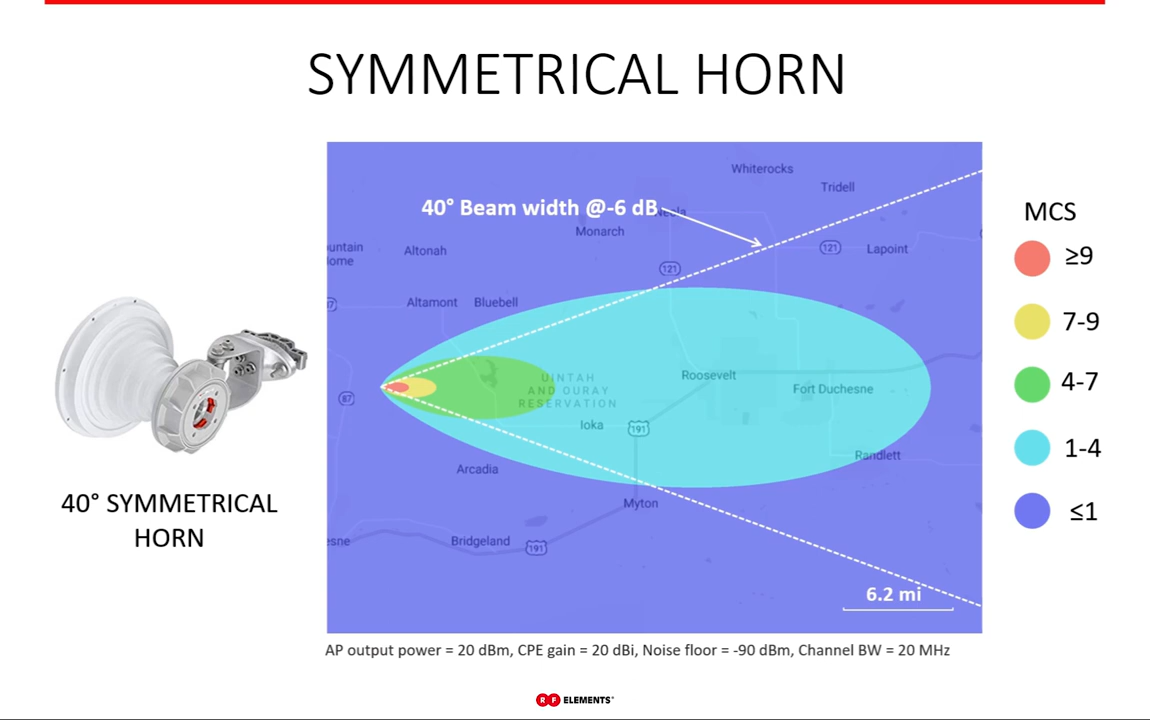 SYMMETRICAL HORN
Whiterocks
Tridell
40° Beam width @-6 dB
Neola
Monarch
untain
ome
Altonah
121
Lapoint
121
Altamont
Bluebell
87
UINTAH
AND OURAY
RESERVATION
Roosevelt
Fort Duchesne
Ioka
191
Randlett
Arcadia
Myton
esne
Bridgeland
191
6.2 mi
MCS
≥9
7-9
4-7
1-4
≤1
40° SYMMETRICAL
HORN
AP output power = 20 dBm, CPE gain = 20 dBi, Noise floor = -90 dBm, Channel BW = 20 MHz
RF ELEMENTS